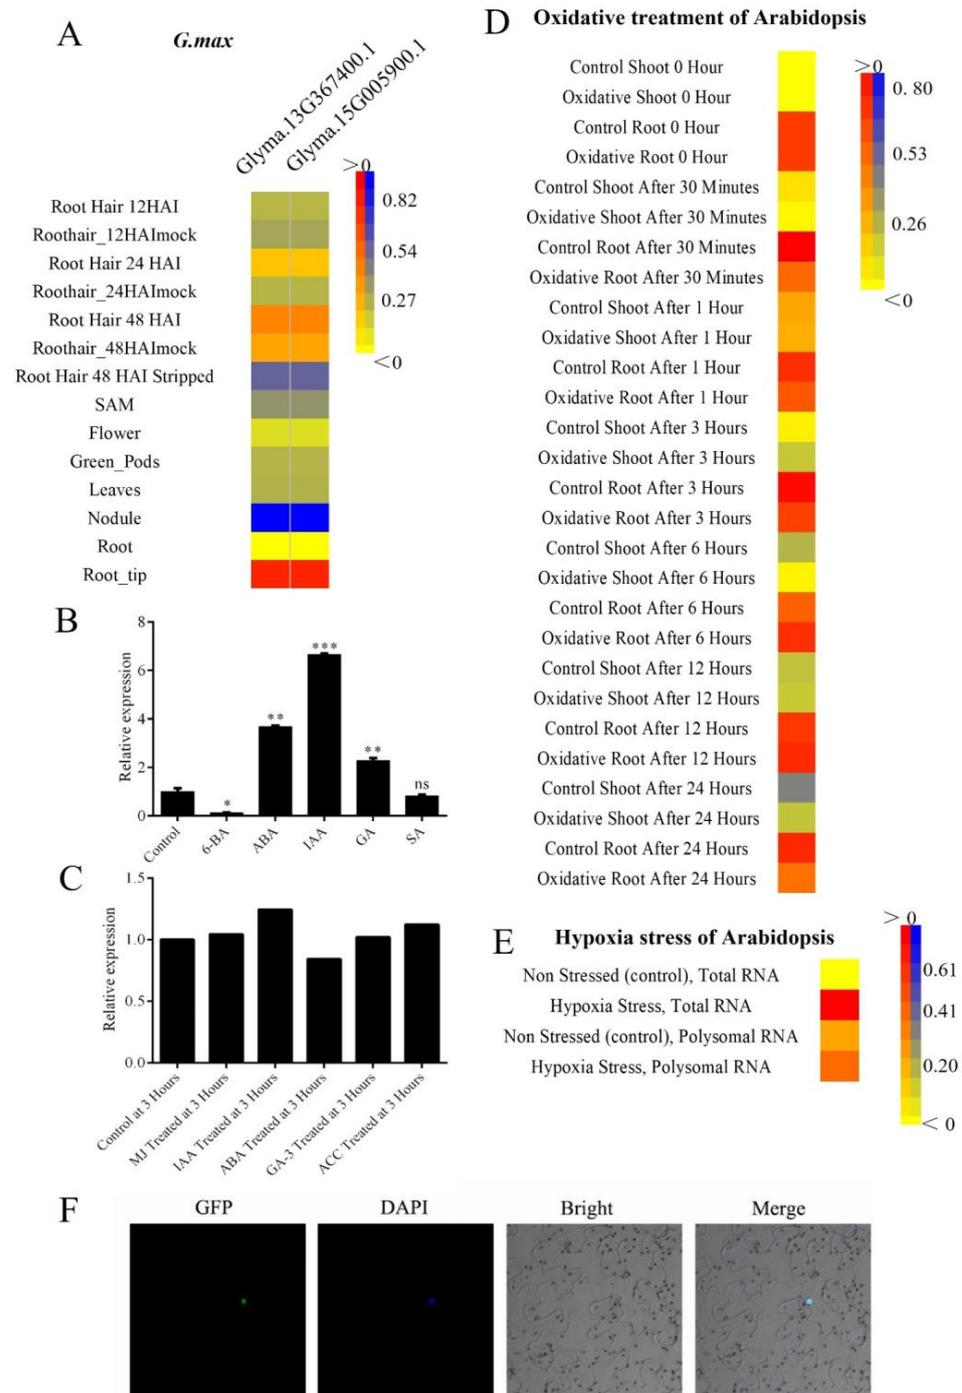 A
G.max
Glyma.13G367400.1
Glyma.15G005900.1
>0
0.82
0.54
0.27
<0
Root Hair 12HAI
Roothair_12HAImock
Root Hair 24 HAI
Roothair_24HAImock
Root Hair 48 HAI
Roothair_48HAImock
Root Hair 48 HAI Stripped
SAM
Flower
Green_Pods
Leaves
Nodule
Root
Root_tip
B
Relative expression
8
6
4
2
0
*
**
***
**
ns
Control
6-BA
ABA
IAA
GA
SA
C
Relative expression
1.5
1.0
0.5
0.0
Control at 3 Hours
MJ Treated at 3 Hours
IAA Treated at 3 Hours
ABA Treated at 3 Hours
GA-3 Treated at 3 Hours
ACC Treated at 3 Hours
D
Oxidative treatment of Arabidopsis
Control Shoot 0 Hour
Oxidative Shoot 0 Hour
Control Root 0 Hour
Oxidative Root 0 Hour
Control Shoot After 30 Minutes
Oxidative Shoot After 30 Minutes
Control Root After 30 Minutes
Oxidative Root After 30 Minutes
Control Shoot After 1 Hour
Oxidative Shoot After 1 Hour
Control Root After 1 Hour
Oxidative Root After 1 Hour
Control Shoot After 3 Hours
Oxidative Shoot After 3 Hours
Control Root After 3 Hours
Oxidative Root After 3 Hours
Control Shoot After 6 Hours
Oxidative Shoot After 6 Hours
Control Root After 6 Hours
Oxidative Root After 6 Hours
Control Shoot After 12 Hours
Oxidative Shoot After 12 Hours
Control Root After 12 Hours
Oxidative Root After 12 Hours
Control Shoot After 24 Hours
Oxidative Shoot After 24 Hours
Control Root After 24 Hours
Oxidative Root After 24 Hours
>0
0. 80
0.53
0.26
<0
E
Hypoxia stress of Arabidopsis
Non Stressed (control), Total RNA
Hypoxia Stress, Total RNA
Non Stressed (control), Polysomal RNA
Hypoxia Stress, Polysomal RNA
> 0
0.61
0.41
0.20
< 0
F
GFP
DAPI
Bright
Merge